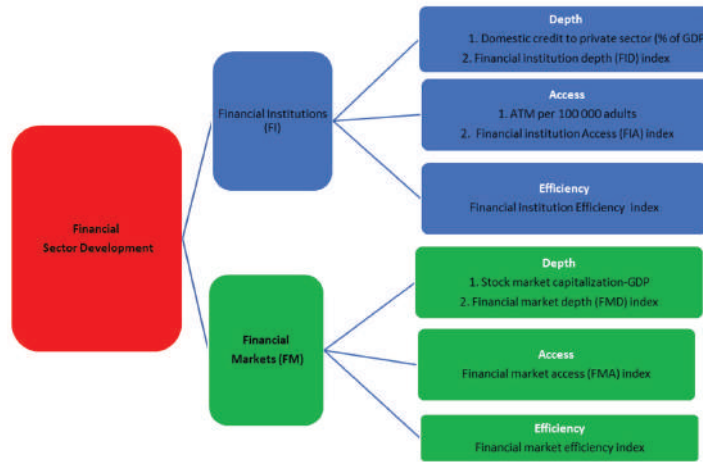 Financial
Sector Development
Financial Institutions
(FI)
Financial
Markets (FM)
Depth
1. Domestic credit to private sector (% of GDP
2. Financial institution depth (FID) index
Access
1. ATM per 100 000 adults
2. Financial institution Access (FIA) index
Efficiency
Financial Institution Efficiency index
Depth
1. Stock market capitalization-GDP
2. Financial market depth (FMD) index
Access
Financial market access (FMA) index
Efficiency
Financial market efficiency index